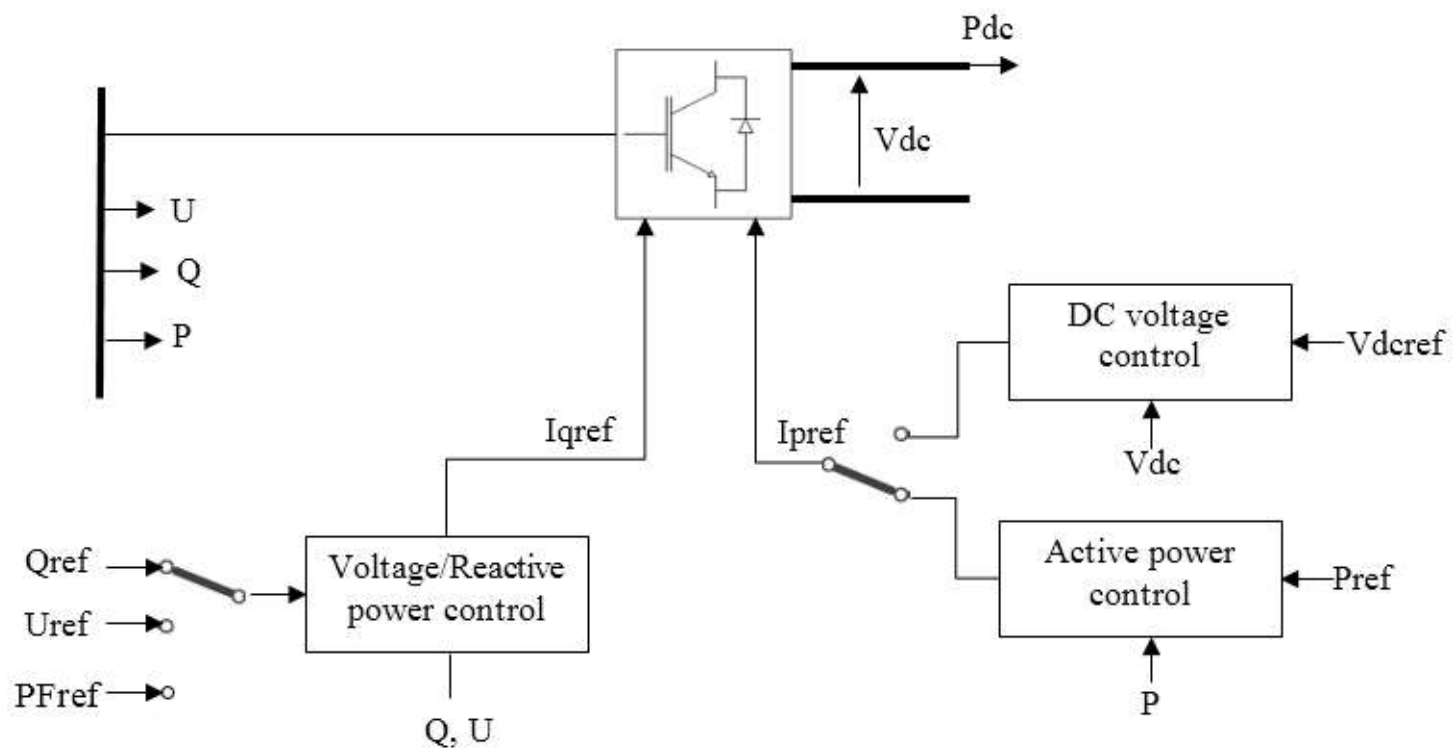 Pdc
Vdc
U
Q
P
DC voltage
control
Vdcref
Vdc
Iqref
Ipref
Qref
Uref
PFref
Voltage/Reactive
power control
Q, U
Active power
control
Pref
P